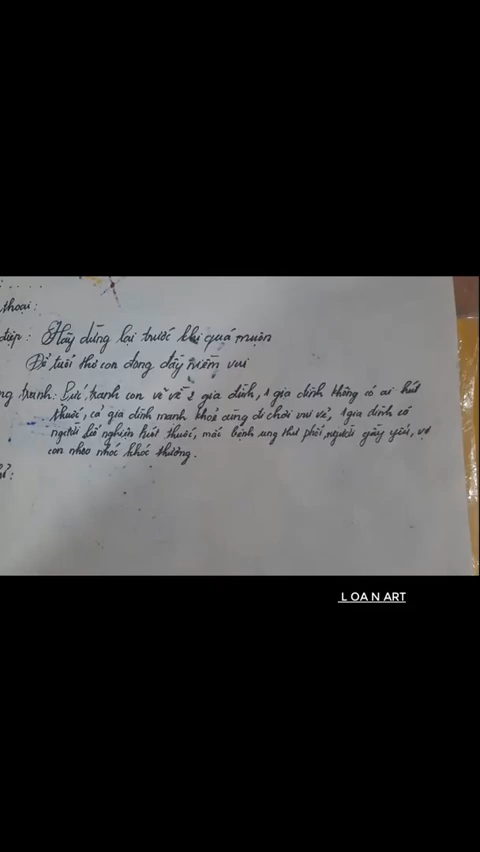 thoại:
điệp: Hãy dừng lại trước khi quá muộn
Để tuổi thơ con đong đầy niềm vui
ng tranh: Bức tranh con vẽ về 2 gia đình, 1 gia đình không có ai hút
thuốc, cả gia đình mạnh khoẻ cùng đi chơi vui vẻ, 1 gia đình có
người bố nghiện hút thuốc, mắc bệnh ung thư phổi, người gầy yếu, vợ
con nheo nhóc khóc thương.
L OA N ART